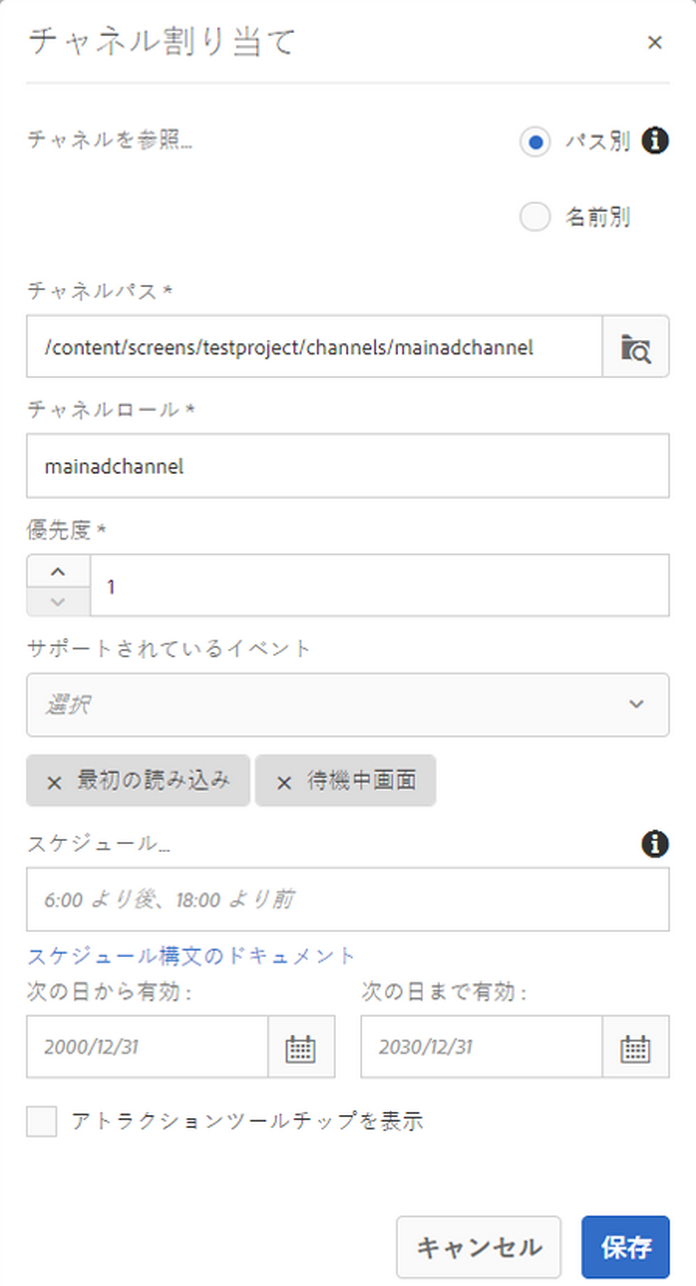 チャネル割り当て
チャネルを参照...
パス別
名前別
チャネルパス *
/content/screens/testproject/channels/mainadchannel
チャネルロール *
mainadchannel
優先度 *
1
サポートされているイベント
選択
× 最初の読み込み × 待機中画面
スケジュール...
6:00 より後、18:00 より前
スケジュール構文のドキュメント
次の日から有効 : 次の日まで有効 :
2000/12/31 2030/12/31
アトラクションツールチップを表示
キャンセル 保存